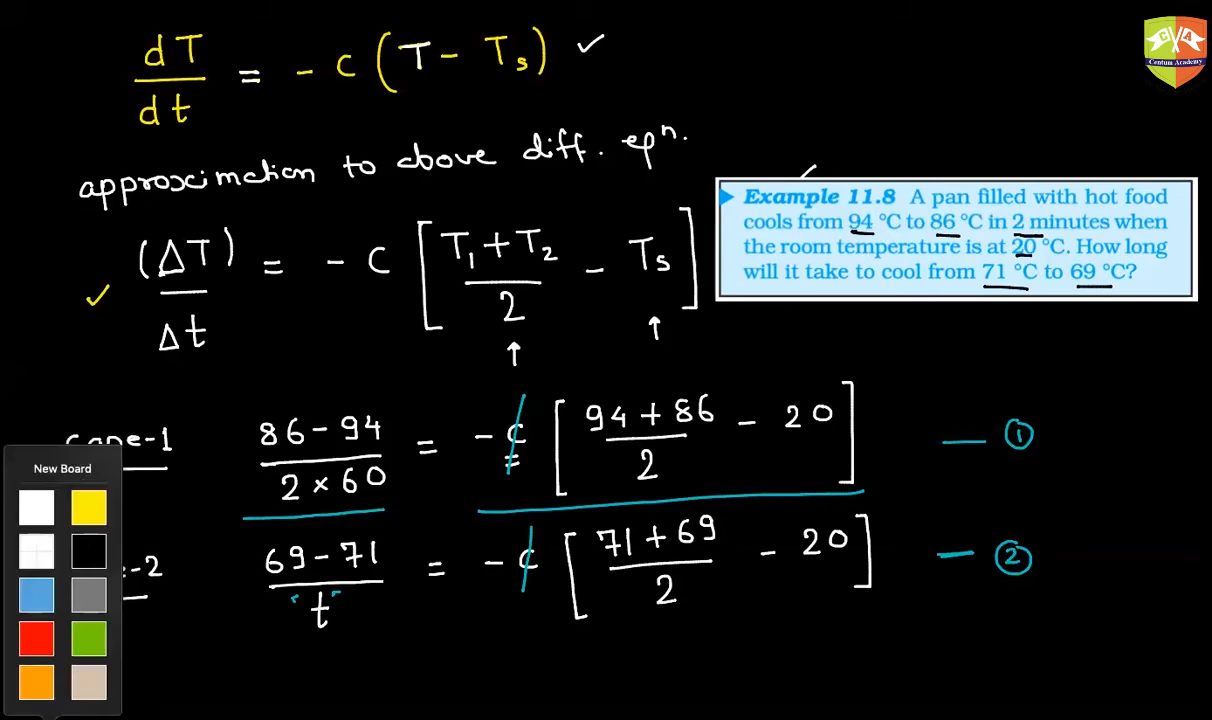 dT/dt = - c (T - Ts) ✓
CA
Centum Academy
approximation to above diff. eqn.
(ΔT)/Δt = - c [ (T1 + T2)/2 - Ts ]
Example 11.8 A pan filled with hot food
cools from 94 °C to 86 °C in 2 minutes when
the room temperature is at 20 °C. How long
will it take to cool from 71 °C to 69 °C?
case-1 (86 - 94)/(2 × 60) = - c [ (94 + 86)/2 - 20 ] — ①
New Board
-2 (69 - 71)/t = - c [ (71 + 69)/2 - 20 ] — ②